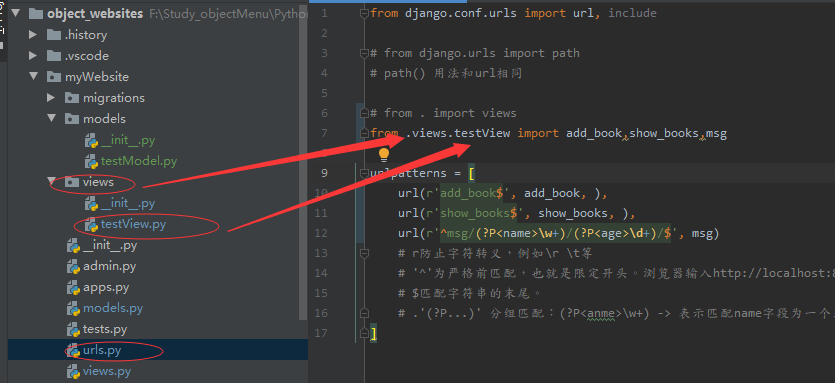 object_websites F:\Study_objectMenu\Python
.history
.vscode
myWebsite
migrations
models
__init__.py
testModel.py
views
__init__.py
testView.py
__init__.py
admin.py
apps.py
models.py
tests.py
urls.py
views.py
1 from django.conf.urls import url, include
2
3 # from django.urls import path
4 # path() 用法和url相同
5
6 # from . import views
7 from .views.testView import add_book,show_books,msg
8
9 urlpatterns = [
10 url(r'add_book$', add_book, ),
11 url(r'show_books$', show_books, ),
12 url(r'^msg/(?P<name>\w+)/(?P<age>\d+)/$', msg)
13 # r防止字符转义，例如\r \t等
14 # '^'为严格前匹配，也就是限定开头。浏览器输入http://localhost:8
15 # $匹配字符串的末尾。
16 # .'(?P...)' 分组匹配：(?P<anme>\w+) -> 表示匹配name字段为一个
17 ]